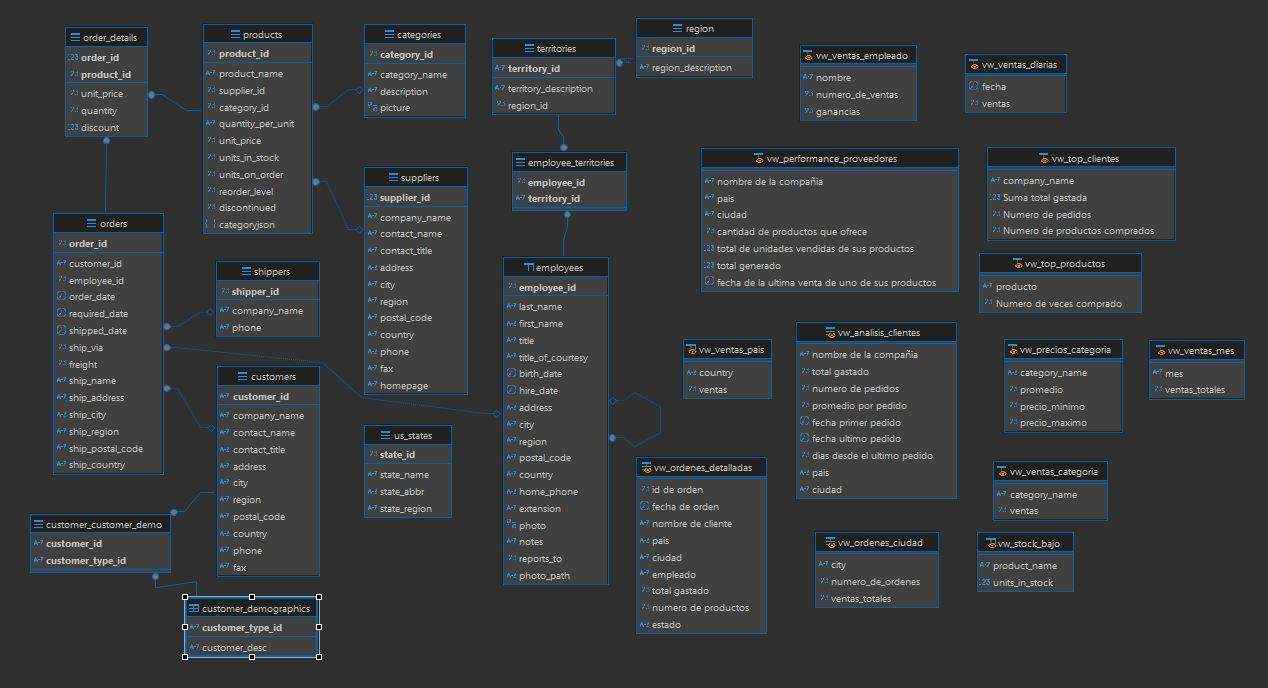 order_details
order_id
product_id
unit_price
quantity
discount
products
product_id
product_name
supplier_id
category_id
quantity_per_unit
unit_price
units_in_stock
units_on_order
reorder_level
discontinued
categoryjson
categories
category_id
category_name
description
picture
territories
territory_id
territory_description
region_id
region
region_id
region_description
vw_ventas_empleado
nombre
numero_de_ventas
ganancias
vw_ventas_diarias
fecha
ventas
employee_territories
employee_id
territory_id
vw_performance_proveedores
nombre de la compañia
pais
ciudad
cantidad de productos que ofrece
total de unidades vendidas de sus productos
total generado
fecha de la ultima venta de uno de sus productos
vw_top_clientes
company_name
Suma total gastada
Numero de pedidos
Numero de productos comprados
suppliers
supplier_id
company_name
contact_name
contact_title
address
city
region
postal_code
country
phone
fax
homepage
orders
order_id
customer_id
employee_id
order_date
required_date
shipped_date
ship_via
freight
ship_name
ship_address
ship_city
ship_region
ship_postal_code
ship_country
shippers
shipper_id
company_name
phone
employees
employee_id
last_name
first_name
title
title_of_courtesy
birth_date
hire_date
address
city
region
postal_code
country
home_phone
extension
photo
notes
reports_to
photo_path
vw_top_productos
producto
Numero de veces comprado
vw_ventas_pais
country
ventas
vw_analisis_clientes
nombre de la compañia
total gastado
numero de pedidos
promedio por pedido
fecha primer pedido
fecha ultimo pedido
dias desde el ultimo pedido
pais
ciudad
vw_precios_categoria
category_name
promedio
precio_minimo
precio_maximo
vw_ventas_mes
mes
ventas_totales
customers
customer_id
company_name
contact_name
contact_title
address
city
region
postal_code
country
phone
fax
us_states
state_id
state_name
state_abbr
state_region
vw_ordenes_detalladas
id de orden
fecha de orden
nombre de cliente
pais
ciudad
empleado
total gastado
numero de productos
estado
vw_ventas_categoria
category_name
ventas
customer_customer_demo
customer_id
customer_type_id
vw_ordenes_ciudad
city
numero_de_ordenes
ventas_totales
vw_stock_bajo
product_name
units_in_stock
customer_demographics
customer_type_id
customer_desc